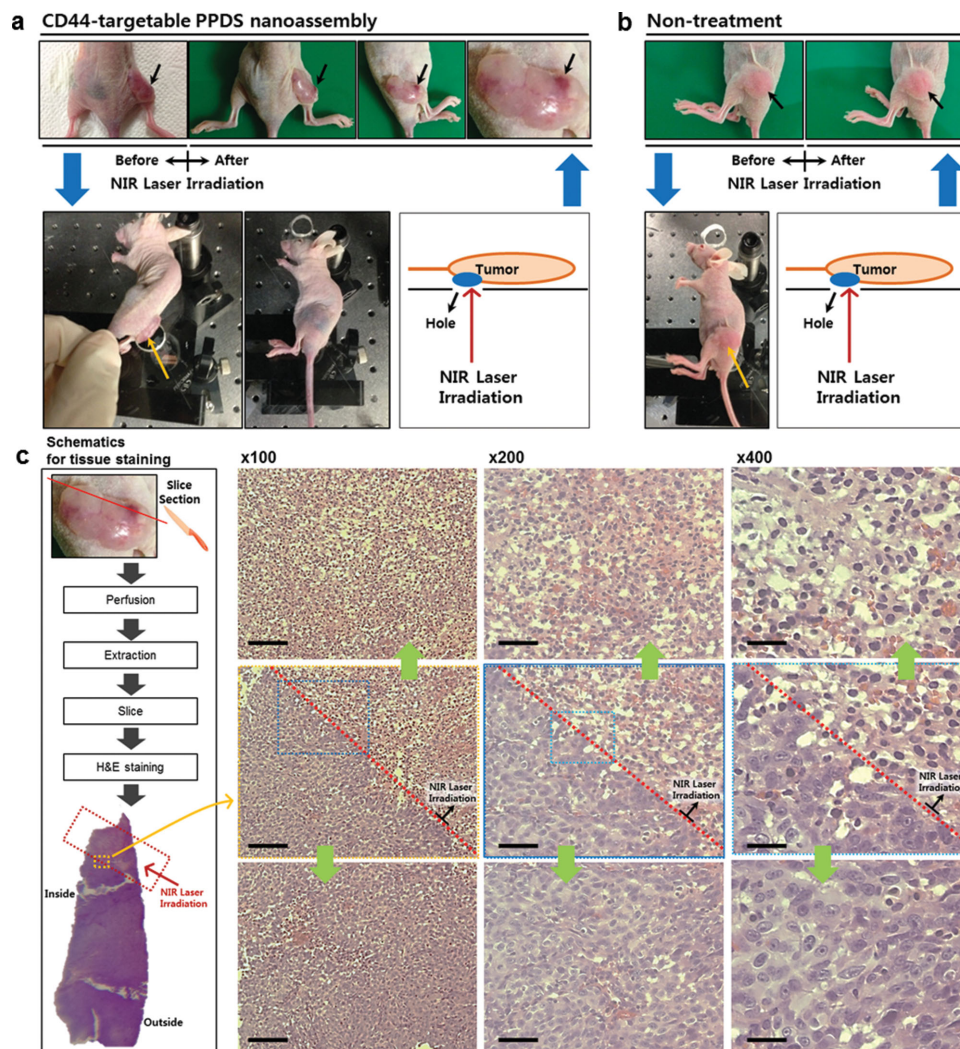 a
CD44-targetable PPDS nanoassembly
Before
After
NIR Laser Irradiation
Tumor
Hole
NIR Laser
Irradiation
b
Non-treatment
Before
After
NIR Laser Irradiation
Tumor
Hole
NIR Laser
Irradiation
c
Schematics
for tissue staining
Slice
Section
Perfusion
Extraction
Slice
H&E staining
Inside
NIR Laser
Irradiation
Outside
x100
x200
x400
NIR Laser
Irradiation
NIR Laser
Irradiation
NIR Laser
Irradiation